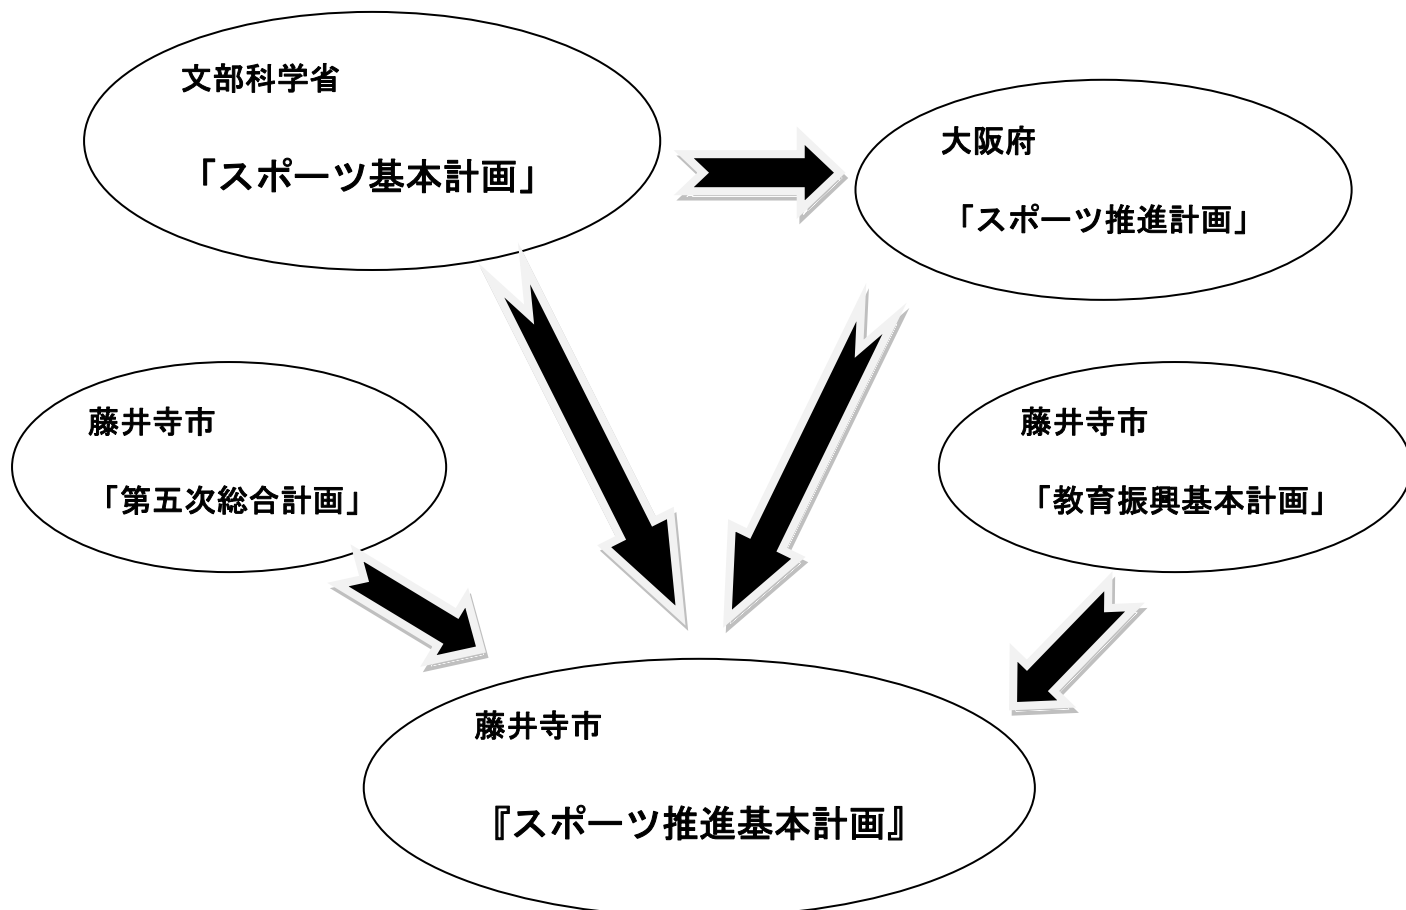 文部科学省
「スポーツ基本計画」
大阪府
「スポーツ推進計画」
藤井寺市
「第五次総合計画」
藤井寺市
「教育振興基本計画」
藤井寺市
『スポーツ推進基本計画』